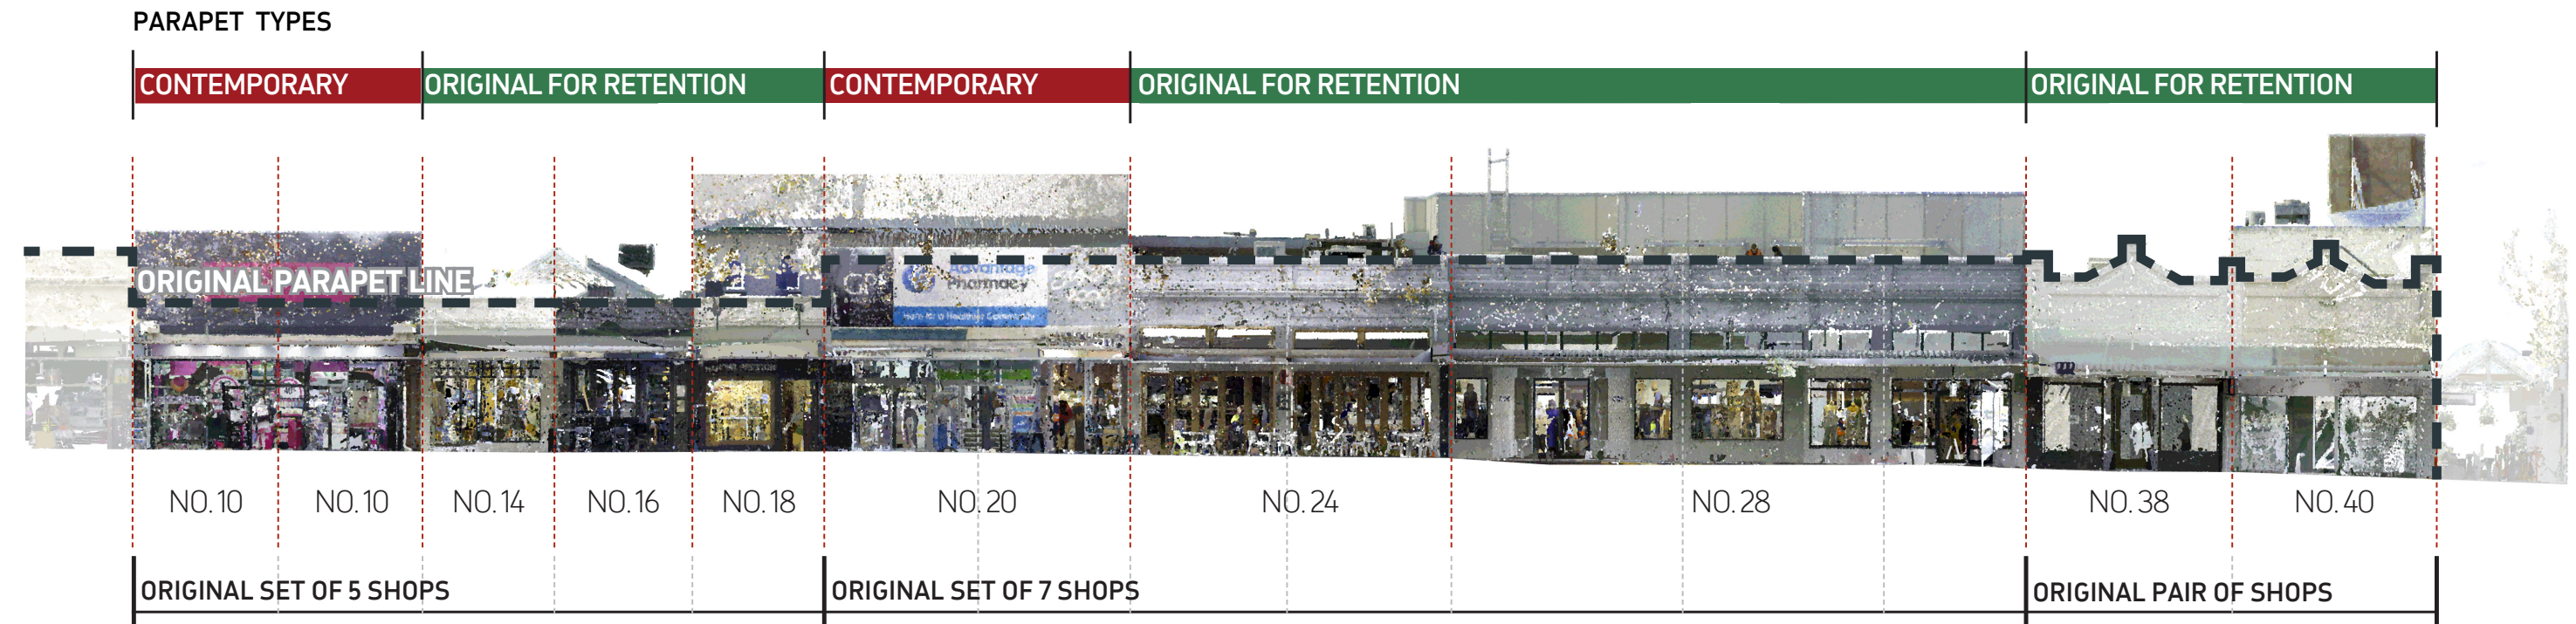 PARAPET TYPES
CONTEMPORARY
ORIGINAL FOR RETENTION
CONTEMPORARY
ORIGINAL FOR RETENTION
ORIGINAL FOR RETENTION
ORIGINAL PARAPET LINE
Advantage
Pharmacy
NO. 10
NO. 10
NO. 14
NO. 16
NO. 18
NO. 20
NO. 24
NO. 28
NO. 38
NO. 40
ORIGINAL SET OF 5 SHOPS
ORIGINAL SET OF 7 SHOPS
ORIGINAL PAIR OF SHOPS